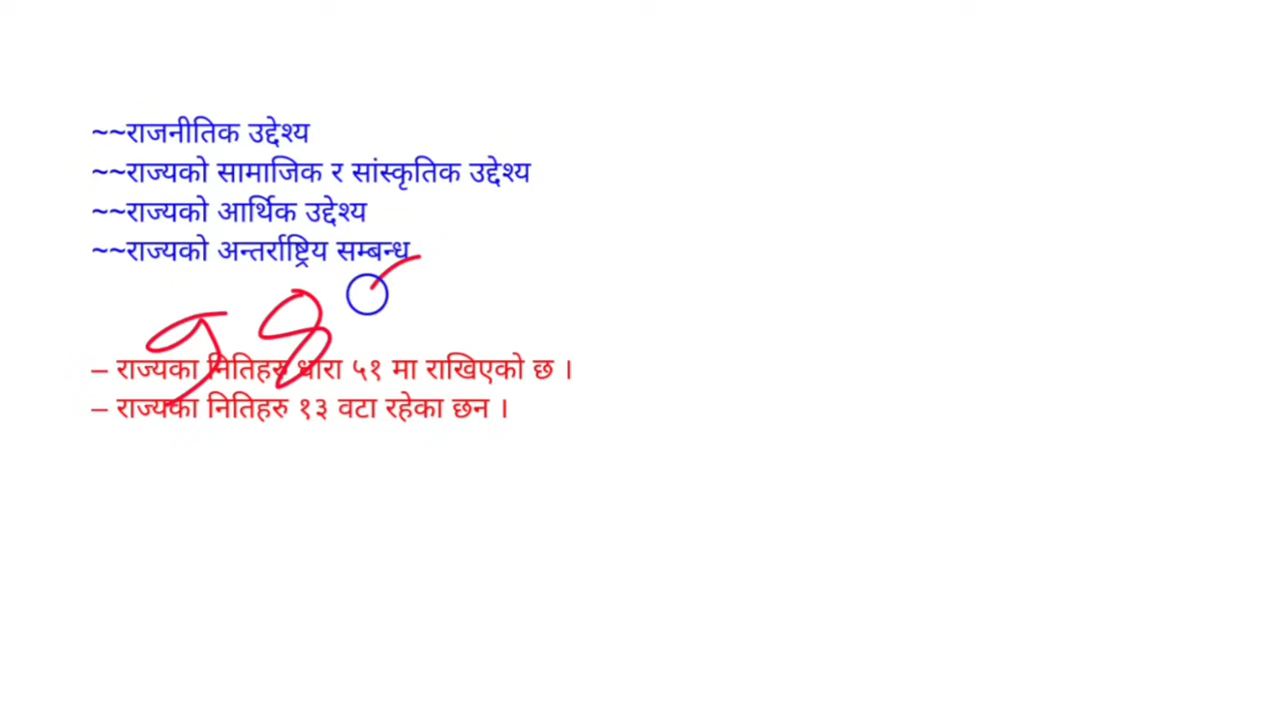 ~~राजनीतिक उद्देश्य
~~राज्यको सामाजिक र सांस्कृतिक उद्देश्य
~~राज्यको आर्थिक उद्देश्य
~~राज्यको अन्तर्राष्ट्रिय सम्बन्ध
– राज्यका नितिहरु धारा ५१ मा राखिएको छ ।
– राज्यका नितिहरु १३ वटा रहेका छन ।